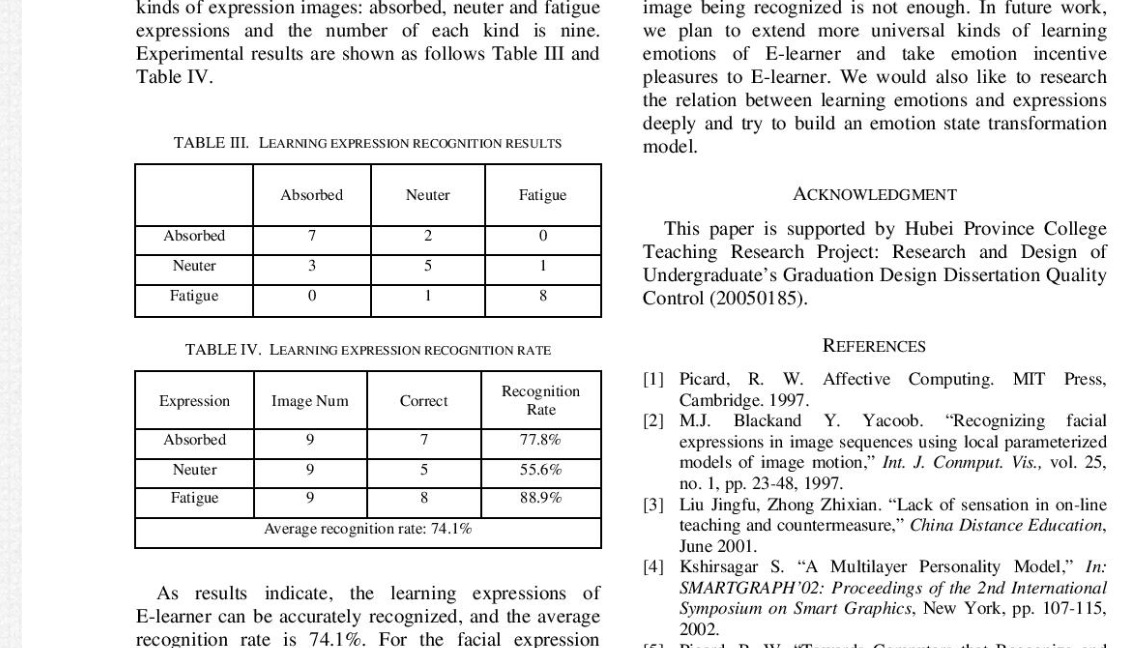 kinds of expression images: absorbed, neuter and fatigue
expressions and the number of each kind is nine.
Experimental results are shown as follows Table III and
Table IV.
TABLE III. LEARNING EXPRESSION RECOGNITION RESULTS
Absorbed Neuter Fatigue
Absorbed 7 2 0
Neuter 3 5 1
Fatigue 0 1 8
TABLE IV. LEARNING EXPRESSION RECOGNITION RATE
Expression Image Num Correct Recognition Rate
Absorbed 9 7 77.8%
Neuter 9 5 55.6%
Fatigue 9 8 88.9%
Average recognition rate: 74.1%
As results indicate, the learning expressions of
E-learner can be accurately recognized, and the average
recognition rate is 74.1%. For the facial expression
image being recognized is not enough. In future work,
we plan to extend more universal kinds of learning
emotions of E-learner and take emotion incentive
pleasures to E-learner. We would also like to research
the relation between learning emotions and expressions
deeply and try to build an emotion state transformation
model.
ACKNOWLEDGMENT
This paper is supported by Hubei Province College
Teaching Research Project: Research and Design of
Undergraduate's Graduation Design Dissertation Quality
Control (20050185).
REFERENCES
[1] Picard, R. W. Affective Computing. MIT Press,
Cambridge. 1997.
[2] M.J. Blackand Y. Yacoob. “Recognizing facial
expressions in image sequences using local parameterized
models of image motion,” Int. J. Conmput. Vis., vol. 25,
no. 1, pp. 23-48, 1997.
[3] Liu Jingfu, Zhong Zhixian. “Lack of sensation in on-line
teaching and countermeasure,” China Distance Education,
June 2001.
[4] Kshirsagar S. “A Multilayer Personality Model,” In:
SMARTGRAPH’02: Proceedings of the 2nd International
Symposium on Smart Graphics, New York, pp. 107-115,
2002.